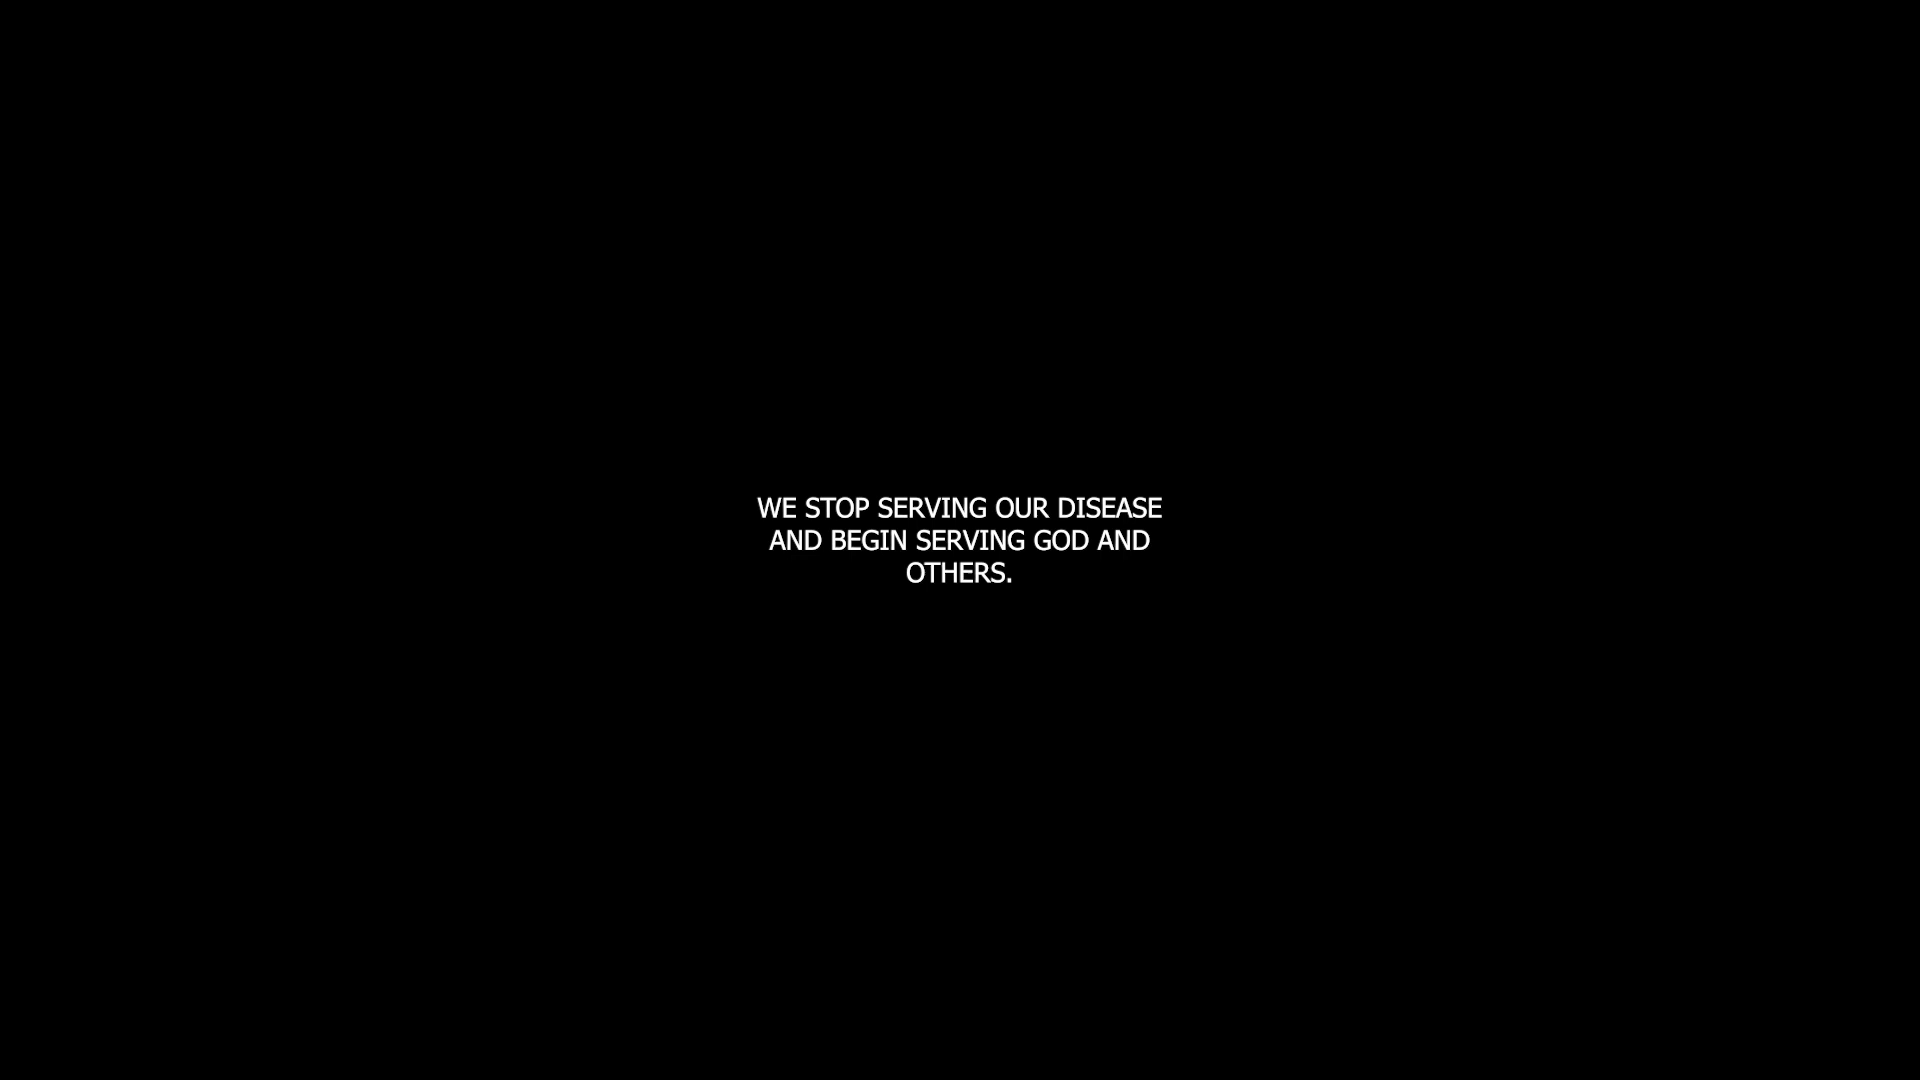 WE STOP SERVING OUR DISEASE
AND BEGIN SERVING GOD AND
OTHERS.